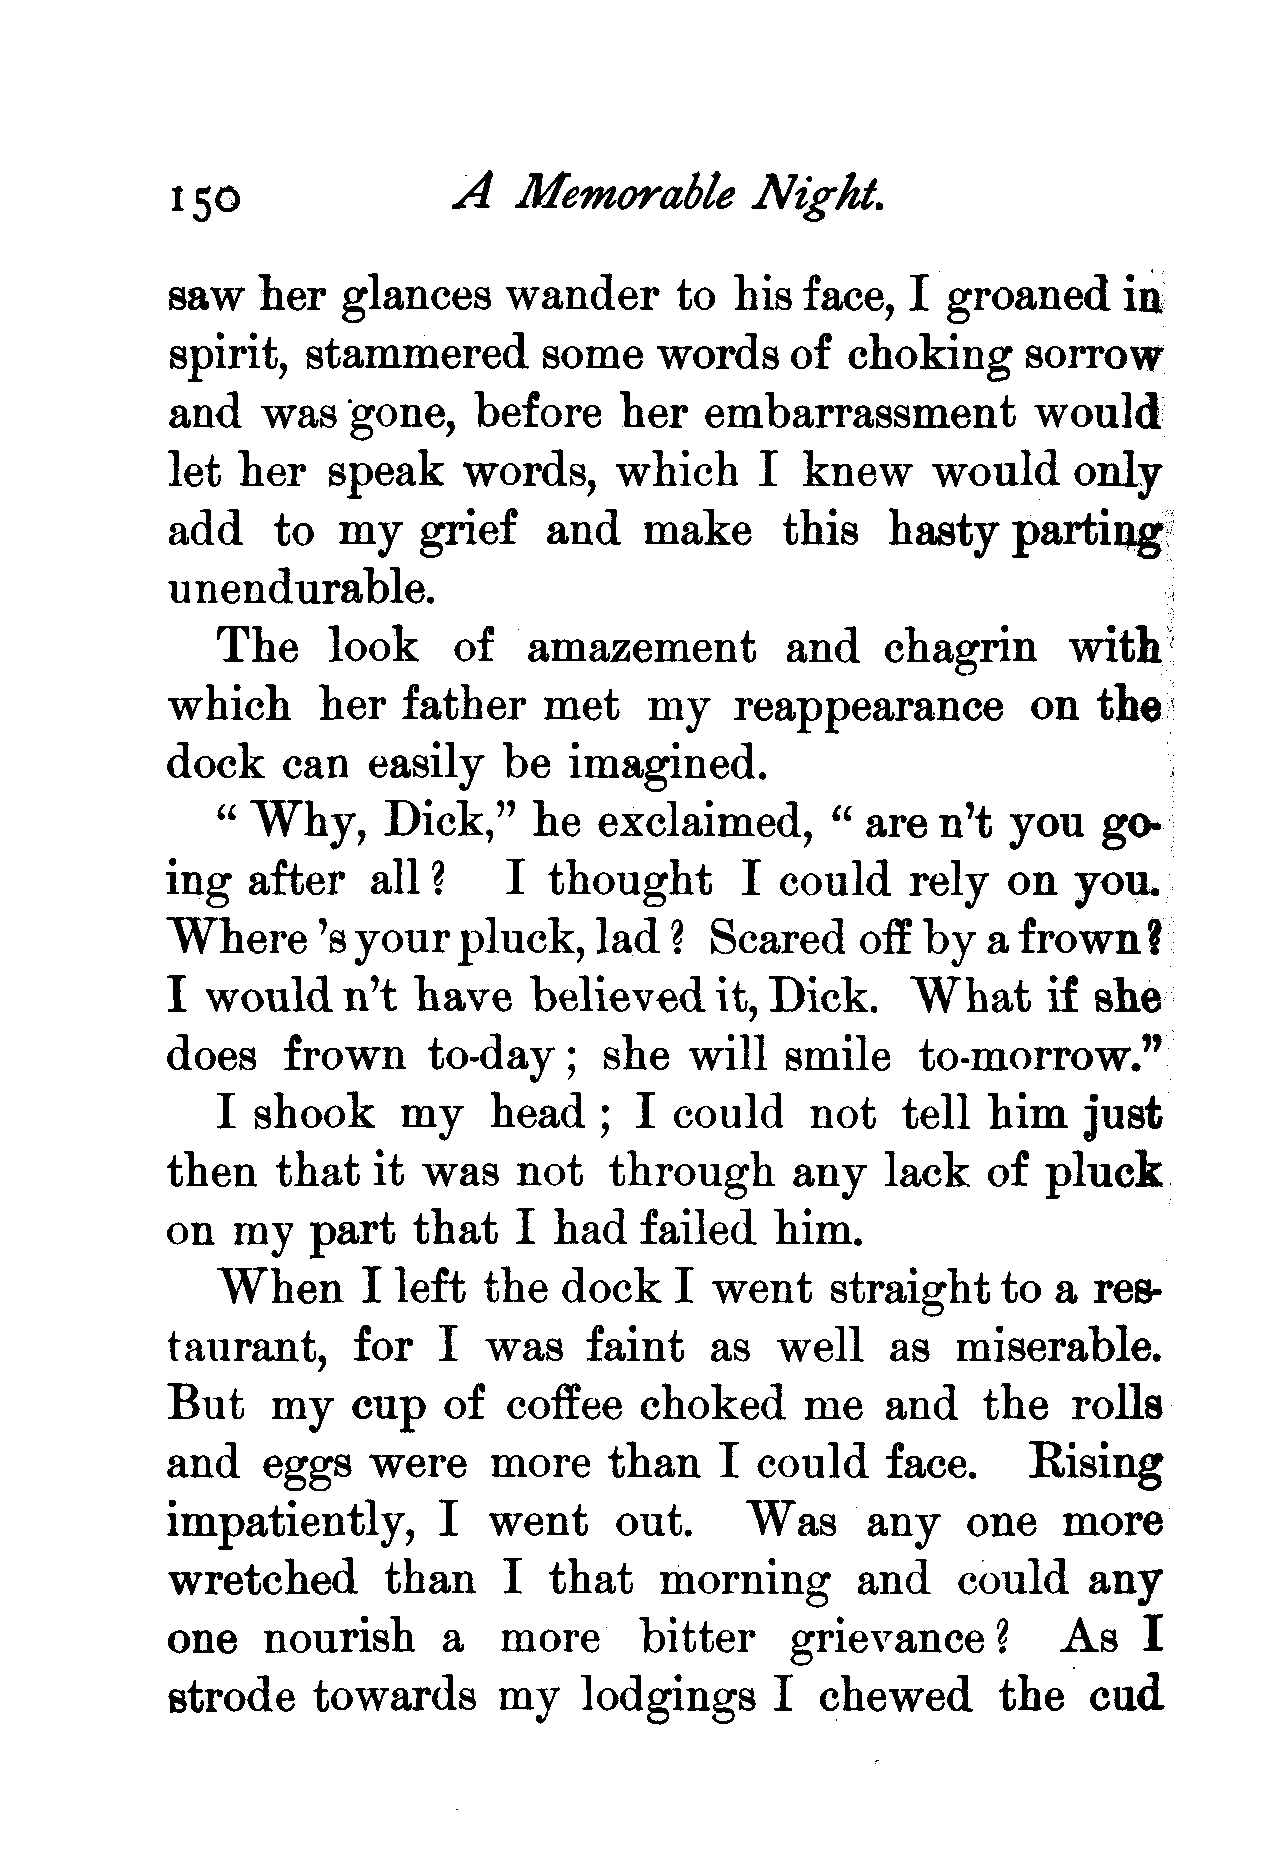 150 A Memorable Night.
saw her glances wander to his face, I groaned in
spirit, stammered some words of choking sorrow
and was gone, before her embarrassment would
let her speak words, which I knew would only
add to my grief and make this hasty parting
unendurable.
The look of amazement and chagrin with
which her father met my reappearance on the
dock can easily be imagined.
“ Why, Dick,” he exclaimed, “ are n’t you go-
ing after all ? I thought I could rely on you.
Where ’s your pluck, lad ? Scared off by a frown ?
I would n’t have believed it, Dick. What if she
does frown to-day ; she will smile to-morrow.”
I shook my head ; I could not tell him just
then that it was not through any lack of pluck
on my part that I had failed him.
When I left the dock I went straight to a res-
taurant, for I was faint as well as miserable.
But my cup of coffee choked me and the rolls
and eggs were more than I could face. Rising
impatiently, I went out. Was any one more
wretched than I that morning and could any
one nourish a more bitter grievance ? As I
strode towards my lodgings I chewed the cud